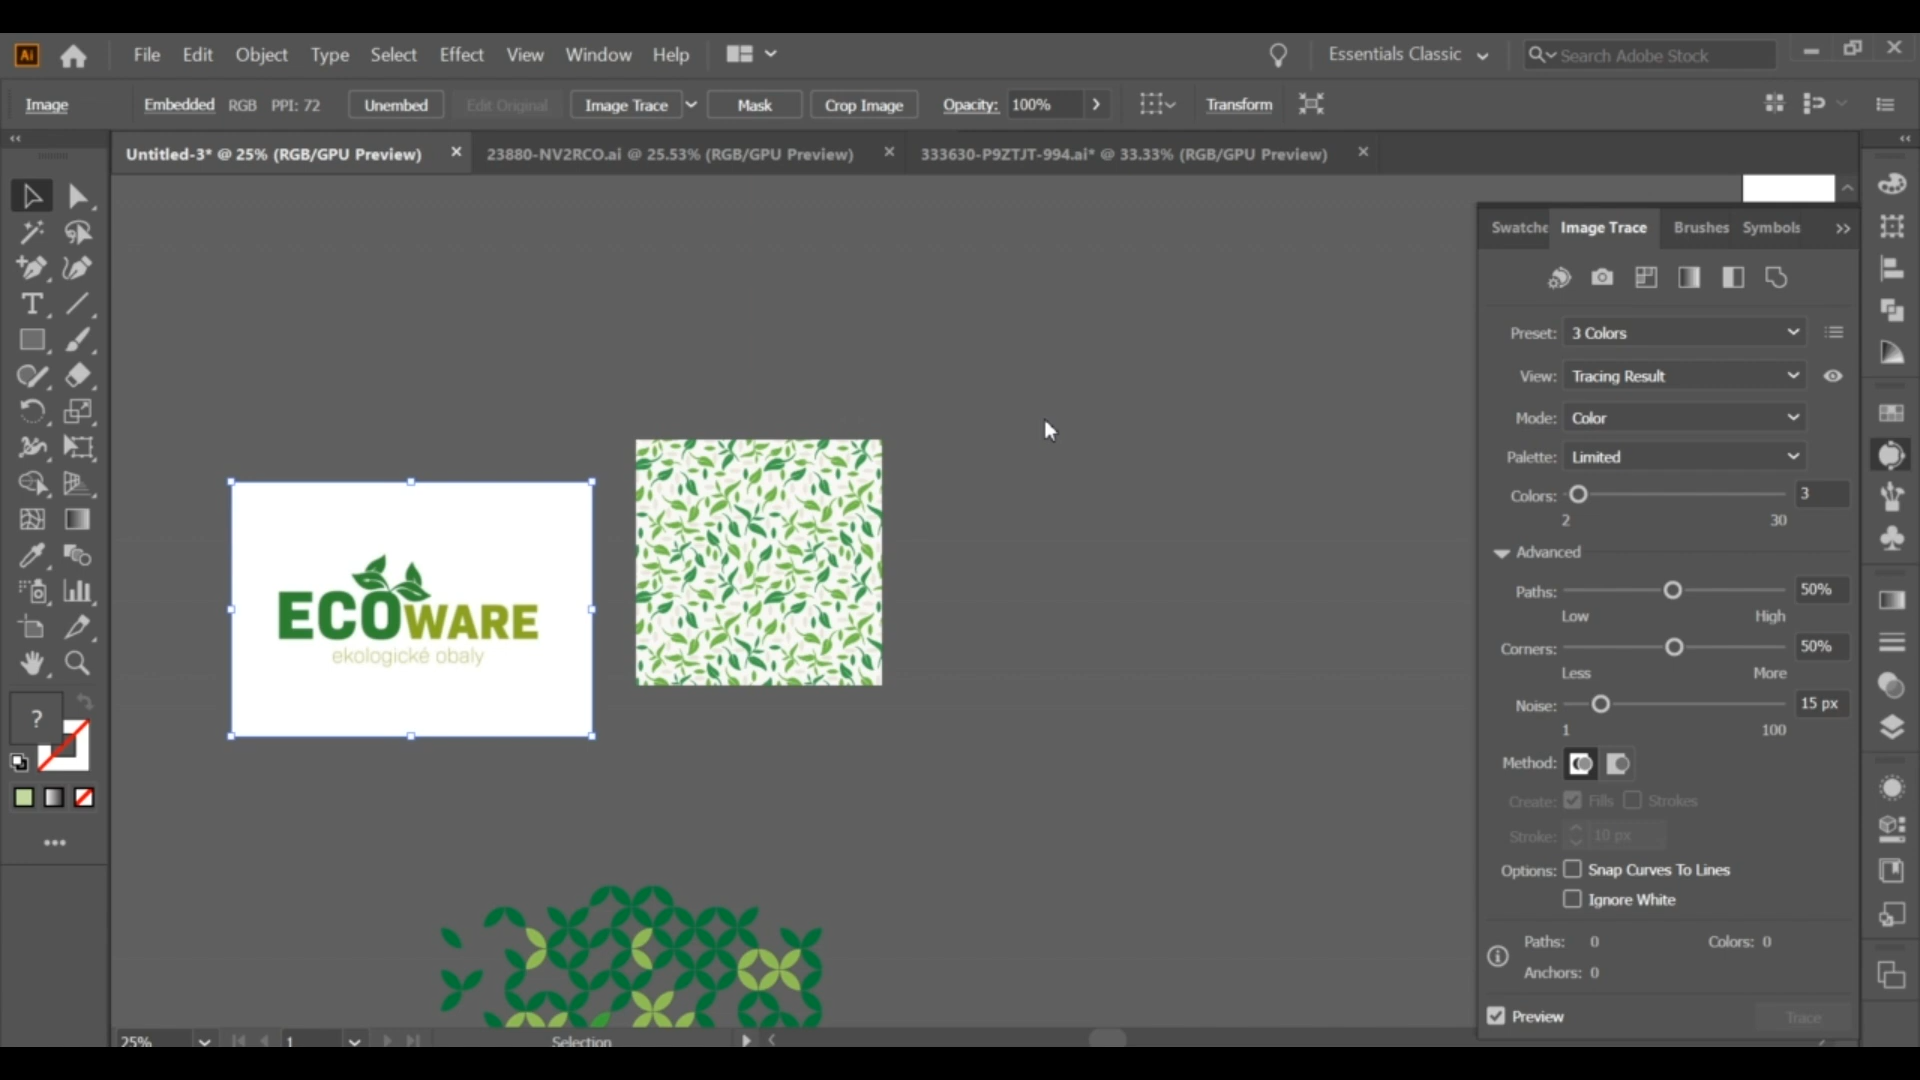 Ai File Edit Object Type Select Effect View Window Help Essentials Classic Search Adobe Stock
Image Embedded RGB PPI: 72 Unembed Edit Original Image Trace Mask Crop Image Opacity: 100% Transform
Untitled-3* @ 25% (RGB/GPU Preview) 23880-NV2RCO.ai @ 25.53% (RGB/GPU Preview) 333630-P9ZTJT-994.ai* @ 33.33% (RGB/GPU Preview)
Swatche Image Trace Brushes Symbols
Preset: 3 Colors
View: Tracing Result
Mode: Color
Palette: Limited
Colors: 3
2 30
Advanced
Paths: 50%
Low High
Corners: 50%
Less More
Noise: 15 px
1 100
Method:
Create: Fills Strokes
Stroke: 10 px
Options: Snap Curves To Lines
Ignore White
Paths: 0 Colors: 0
Anchors: 0
Preview Trace
ECOWARE
ekologické obaly
?
25% 1 Selection